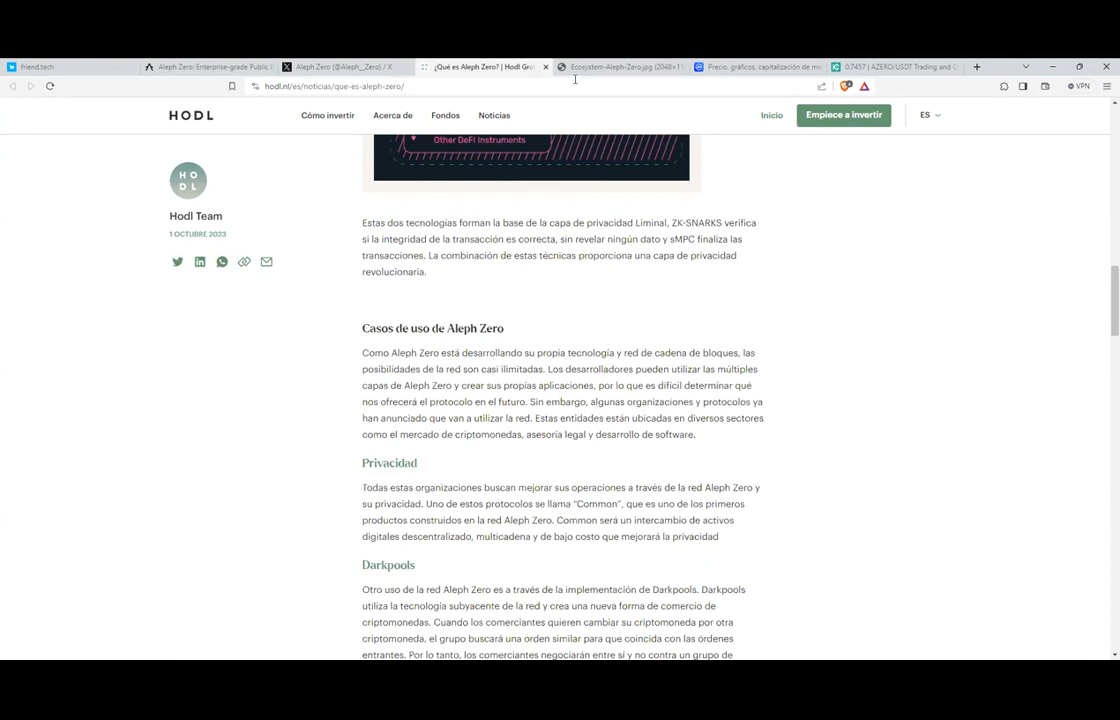 friend.tech
Aleph Zero: Enterprise-grade Public
Aleph Zero (@Aleph__Zero) / X
¿Qué es Aleph Zero? | Hodl Gro
Ecosystem-Aleph-Zero.jpg (2048×11
Precio, gráficos, capitalización de me
0.7457 | AZERO/USDT Trading and C
hodl.nl/es/noticias/que-es-aleph-zero/
VPN
HODL
Cómo invertir
Acerca de
Fondos
Noticias
Inicio
Empiece a invertir
ES
Other DeFi Instruments
HO
DL
Hodl Team
1 OCTUBRE 2023
Estas dos tecnologías forman la base de la capa de privacidad Liminal, ZK-SNARKS verifica
si la integridad de la transacción es correcta, sin revelar ningún dato y sMPC finaliza las
transacciones. La combinación de estas técnicas proporciona una capa de privacidad
revolucionaria.
Casos de uso de Aleph Zero
Como Aleph Zero está desarrollando su propia tecnología y red de cadena de bloques, las
posibilidades de la red son casi ilimitadas. Los desarrolladores pueden utilizar las múltiples
capas de Aleph Zero y crear sus propias aplicaciones, por lo que es difícil determinar qué
nos ofrecerá el protocolo en el futuro. Sin embargo, algunas organizaciones y protocolos ya
han anunciado que van a utilizar la red. Estas entidades están ubicadas en diversos sectores
como el mercado de criptomonedas, asesoría legal y desarrollo de software.
Privacidad
Todas estas organizaciones buscan mejorar sus operaciones a través de la red Aleph Zero y
su privacidad. Uno de estos protocolos se llama “Common”, que es uno de los primeros
productos construidos en la red Aleph Zero. Common será un intercambio de activos
digitales descentralizado, multicadena y de bajo costo que mejorará la privacidad
Darkpools
Otro uso de la red Aleph Zero es a través de la implementación de Darkpools. Darkpools
utiliza la tecnología subyacente de la red y crea una nueva forma de comercio de
criptomonedas. Cuando los comerciantes quieren cambiar su criptomoneda por otra
criptomoneda, el grupo buscará una orden similar para que coincida con las órdenes
entrantes. Por lo tanto, los comerciantes negociarán entre sí y no contra un grupo de